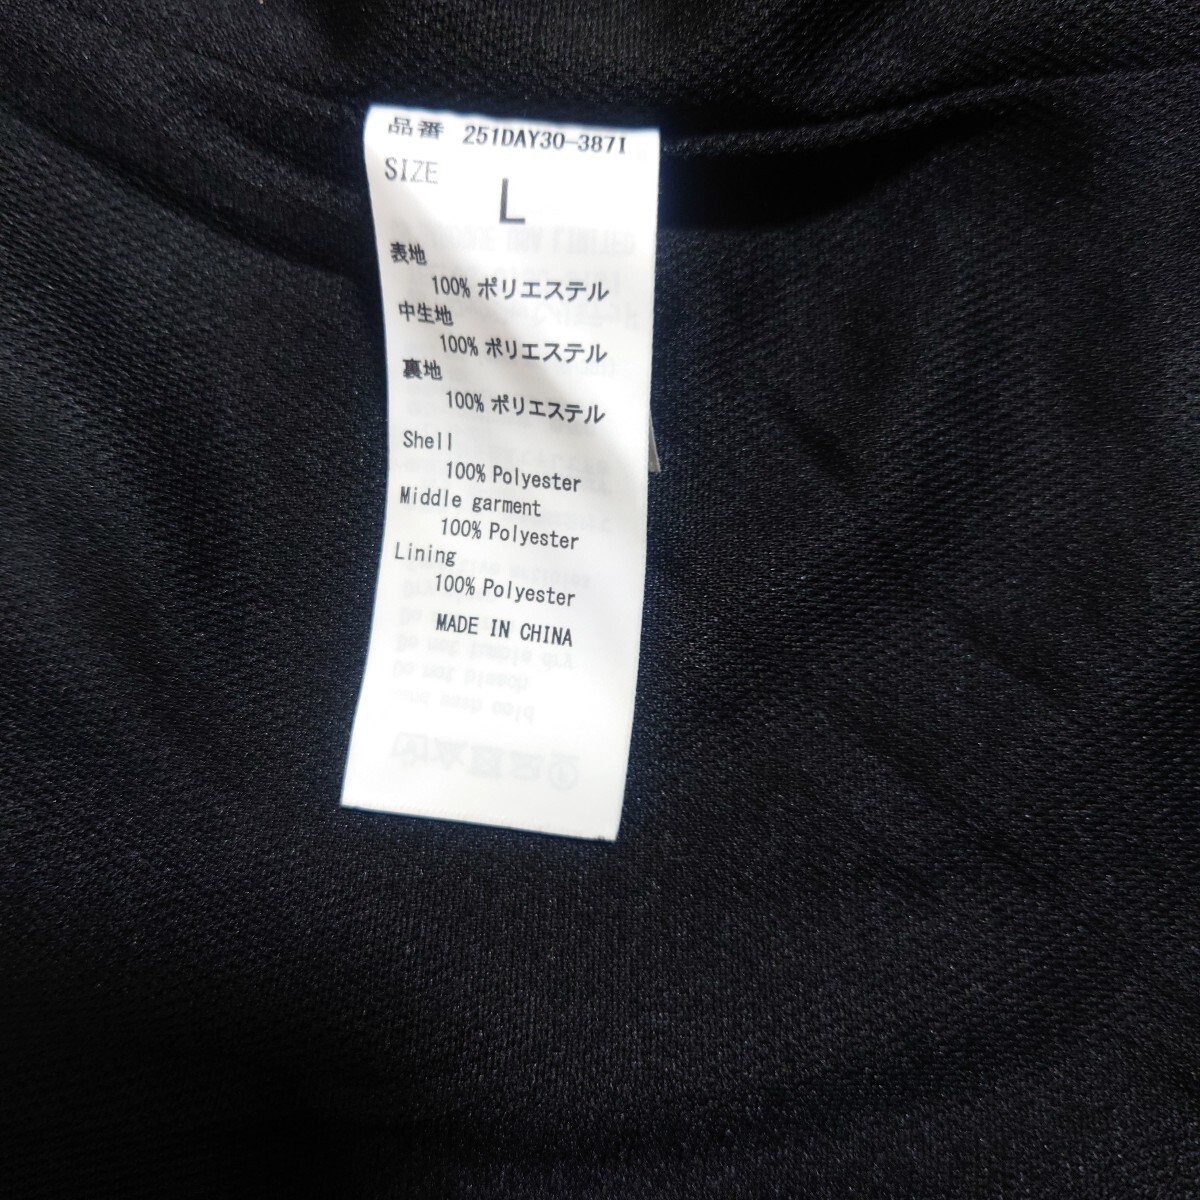 品番 251DAY30-387I
SIZE
L
表地
100% ポリエステル
中生地
100% ポリエステル
裏地
100% ポリエステル
Shell
100% Polyester
Middle garment
100% Polyester
Lining
100% Polyester
MADE IN CHINA